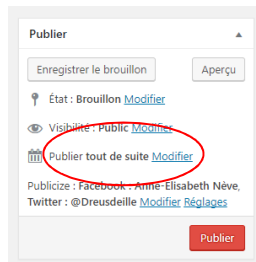 Publier
Enregistrer le brouillon Aperçu
État : Brouillon Modifier
Visibilité : Public Modifier
Publier tout de suite Modifier
Publicize : Facebook : Anne-Elisabeth Nève,
Twitter : @Dreusdeille Modifier Réglages
Publier